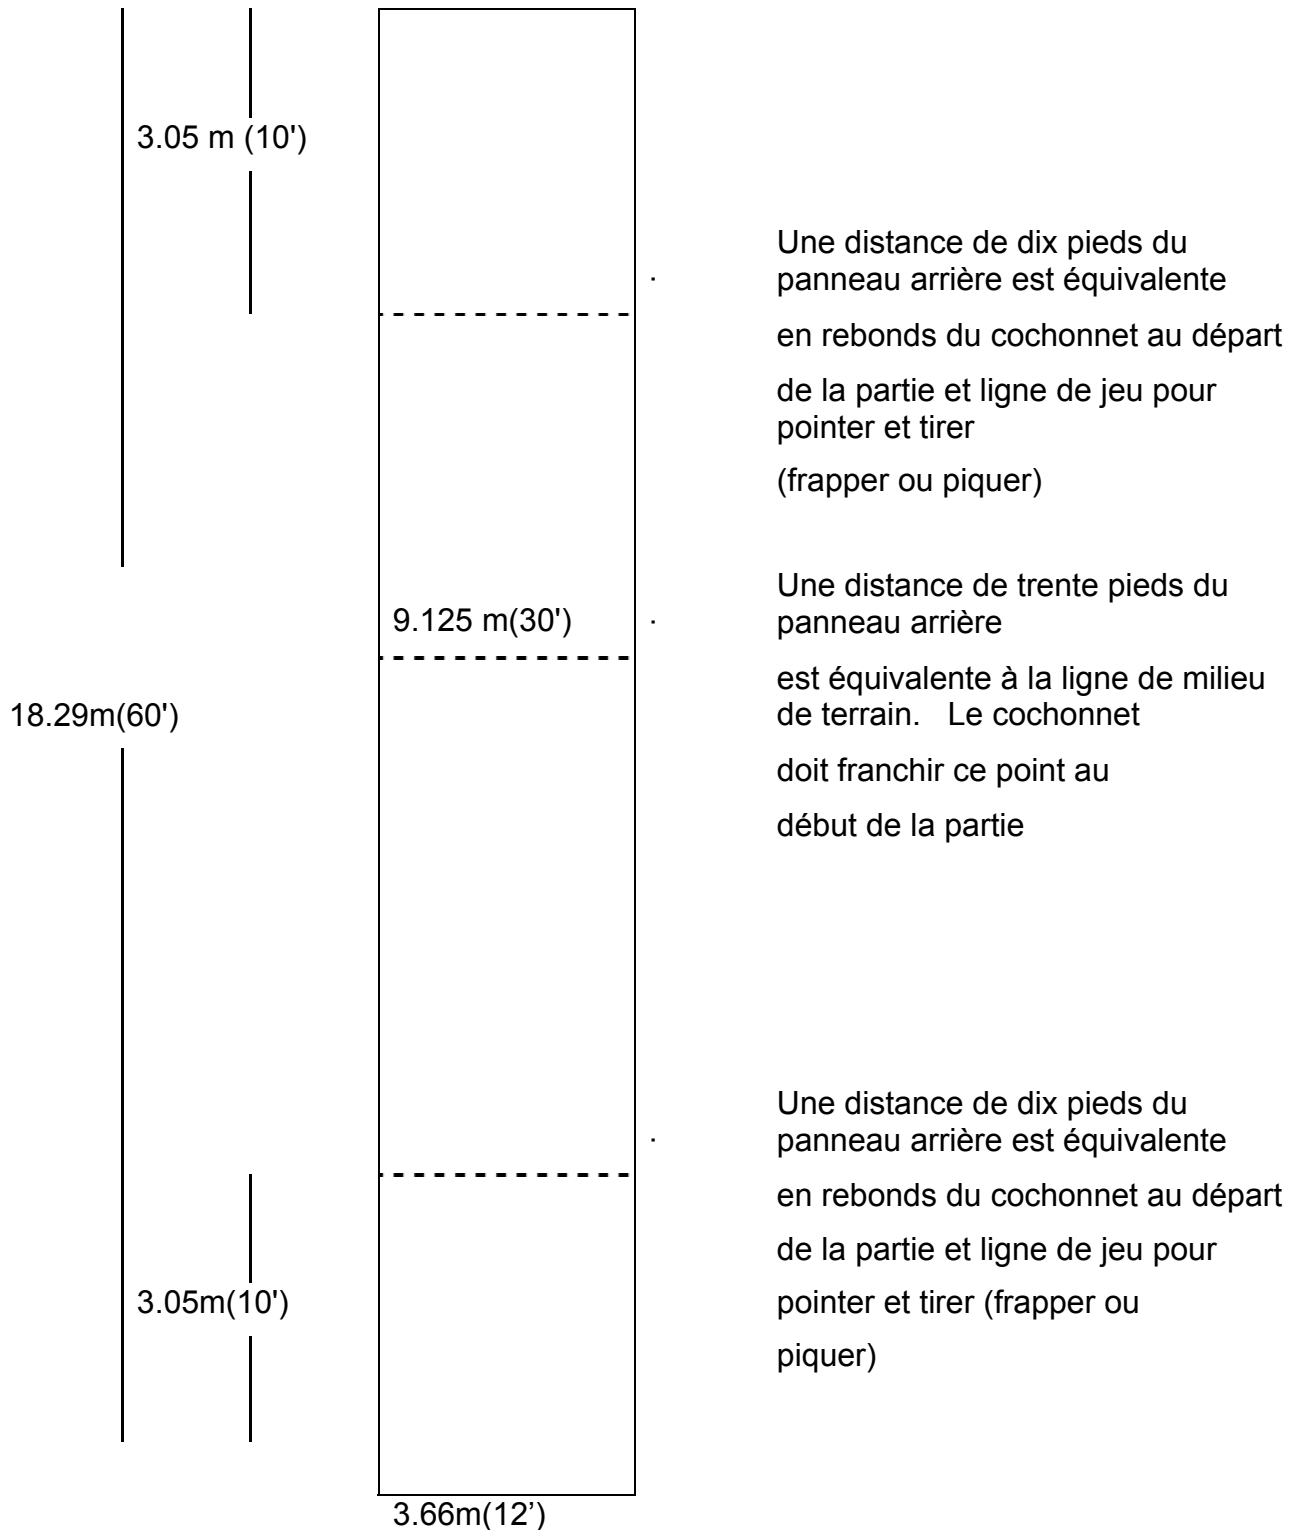 3.05 m (10')
Une distance de dix pieds du
panneau arrière est équivalente
en rebonds du cochonnet au départ
de la partie et ligne de jeu pour
pointer et tirer
(frapper ou piquer)
9.125 m(30')
Une distance de trente pieds du
panneau arrière
est équivalente à la ligne de milieu
de terrain.   Le cochonnet
doit franchir ce point au
début de la partie
18.29m(60')
Une distance de dix pieds du
panneau arrière est équivalente
en rebonds du cochonnet au départ
de la partie et ligne de jeu pour
pointer et tirer (frapper ou
piquer)
3.05m(10')
3.66m(12’)